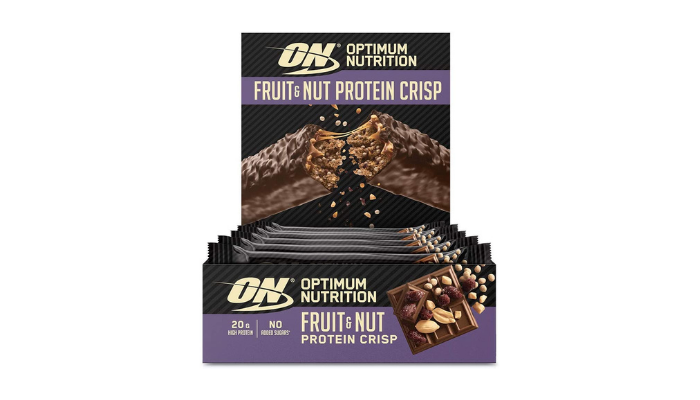 ON® OPTIMUM
NUTRITION
FRUIT & NUT PROTEIN CRISP
ON® OPTIMUM
NUTRITION
20g
HIGH PROTEIN
NO
ADDED SUGARS*
FRUIT & NUT
PROTEIN CRISP